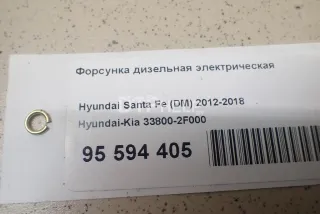 Форсунка дизельная электрическая
Hyundai Santa Fe (DM) 2012-2018
Hyundai-Kia 33800-2F000
95 594 405